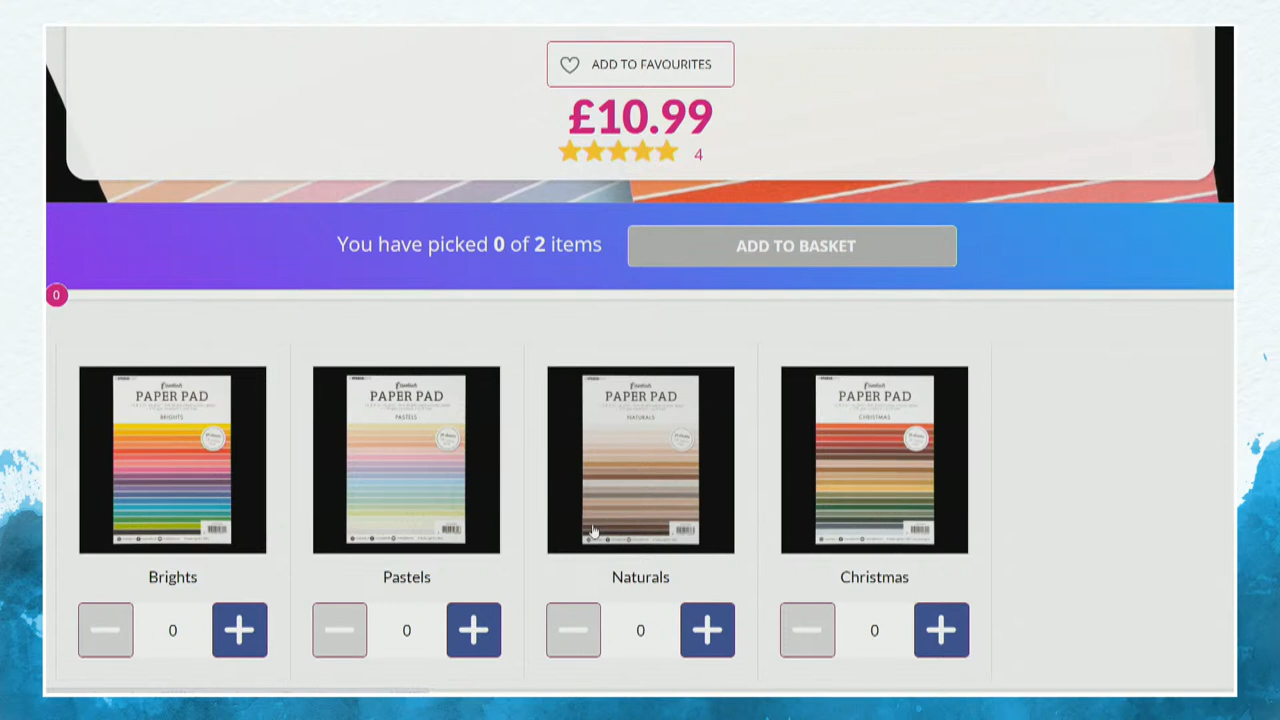 ADD TO FAVOURITES
£10.99
4
You have picked 0 of 2 items
ADD TO BASKET
0
PAPER PAD
BRIGHTS
PAPER PAD
PASTELS
PAPER PAD
NATURALS
PAPER PAD
CHRISTMAS
Brights
Pastels
Naturals
Christmas
0
0
0
0